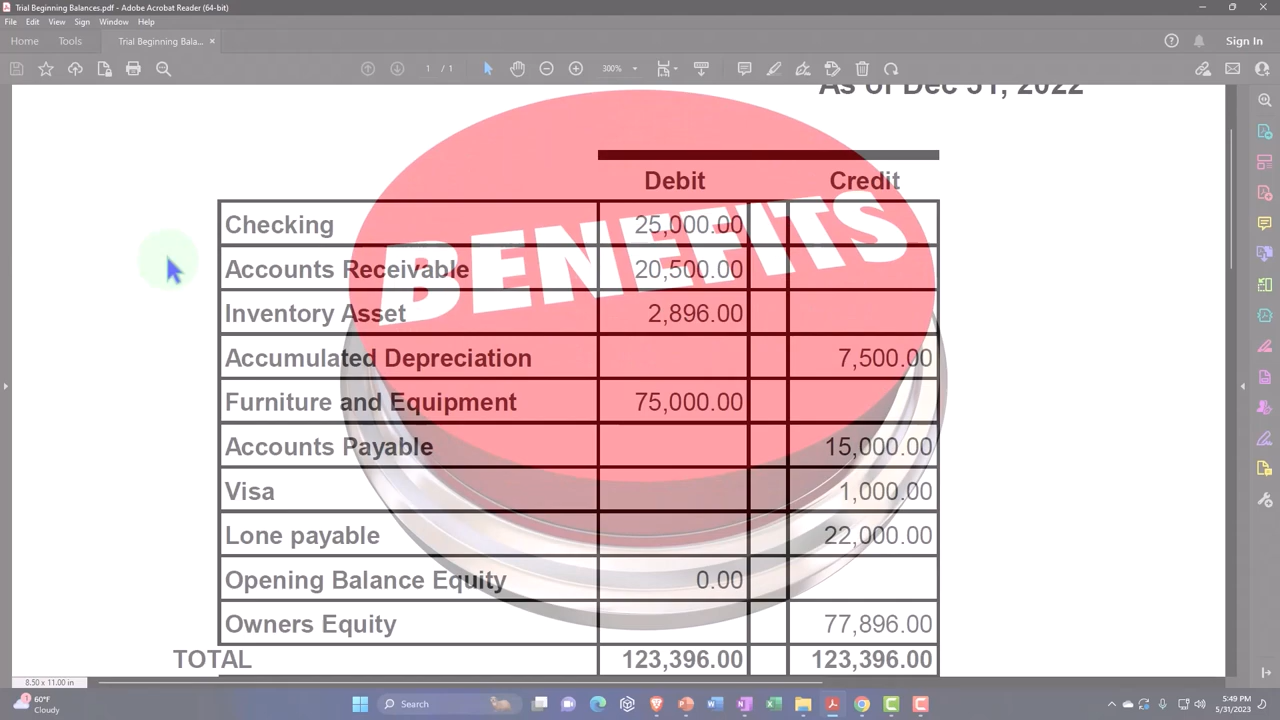 Trial Beginning Balances.pdf - Adobe Acrobat Reader (64-bit)
File Edit View Sign Window Help
Home Tools Trial Beginning Bala... × Sign In
1 / 1 300%
As of Dec 31, 2022
Debit Credit
BENEFITS
Checking 25,000.00
Accounts Receivable 20,500.00
Inventory Asset 2,896.00
Accumulated Depreciation 7,500.00
Furniture and Equipment 75,000.00
Accounts Payable 15,000.00
Visa 1,000.00
Lone payable 22,000.00
Opening Balance Equity 0.00
Owners Equity 77,896.00
TOTAL 123,396.00 123,396.00
8.50 x 11.00 in
1
60°F
Cloudy
Search
5:49 PM
5/31/2023